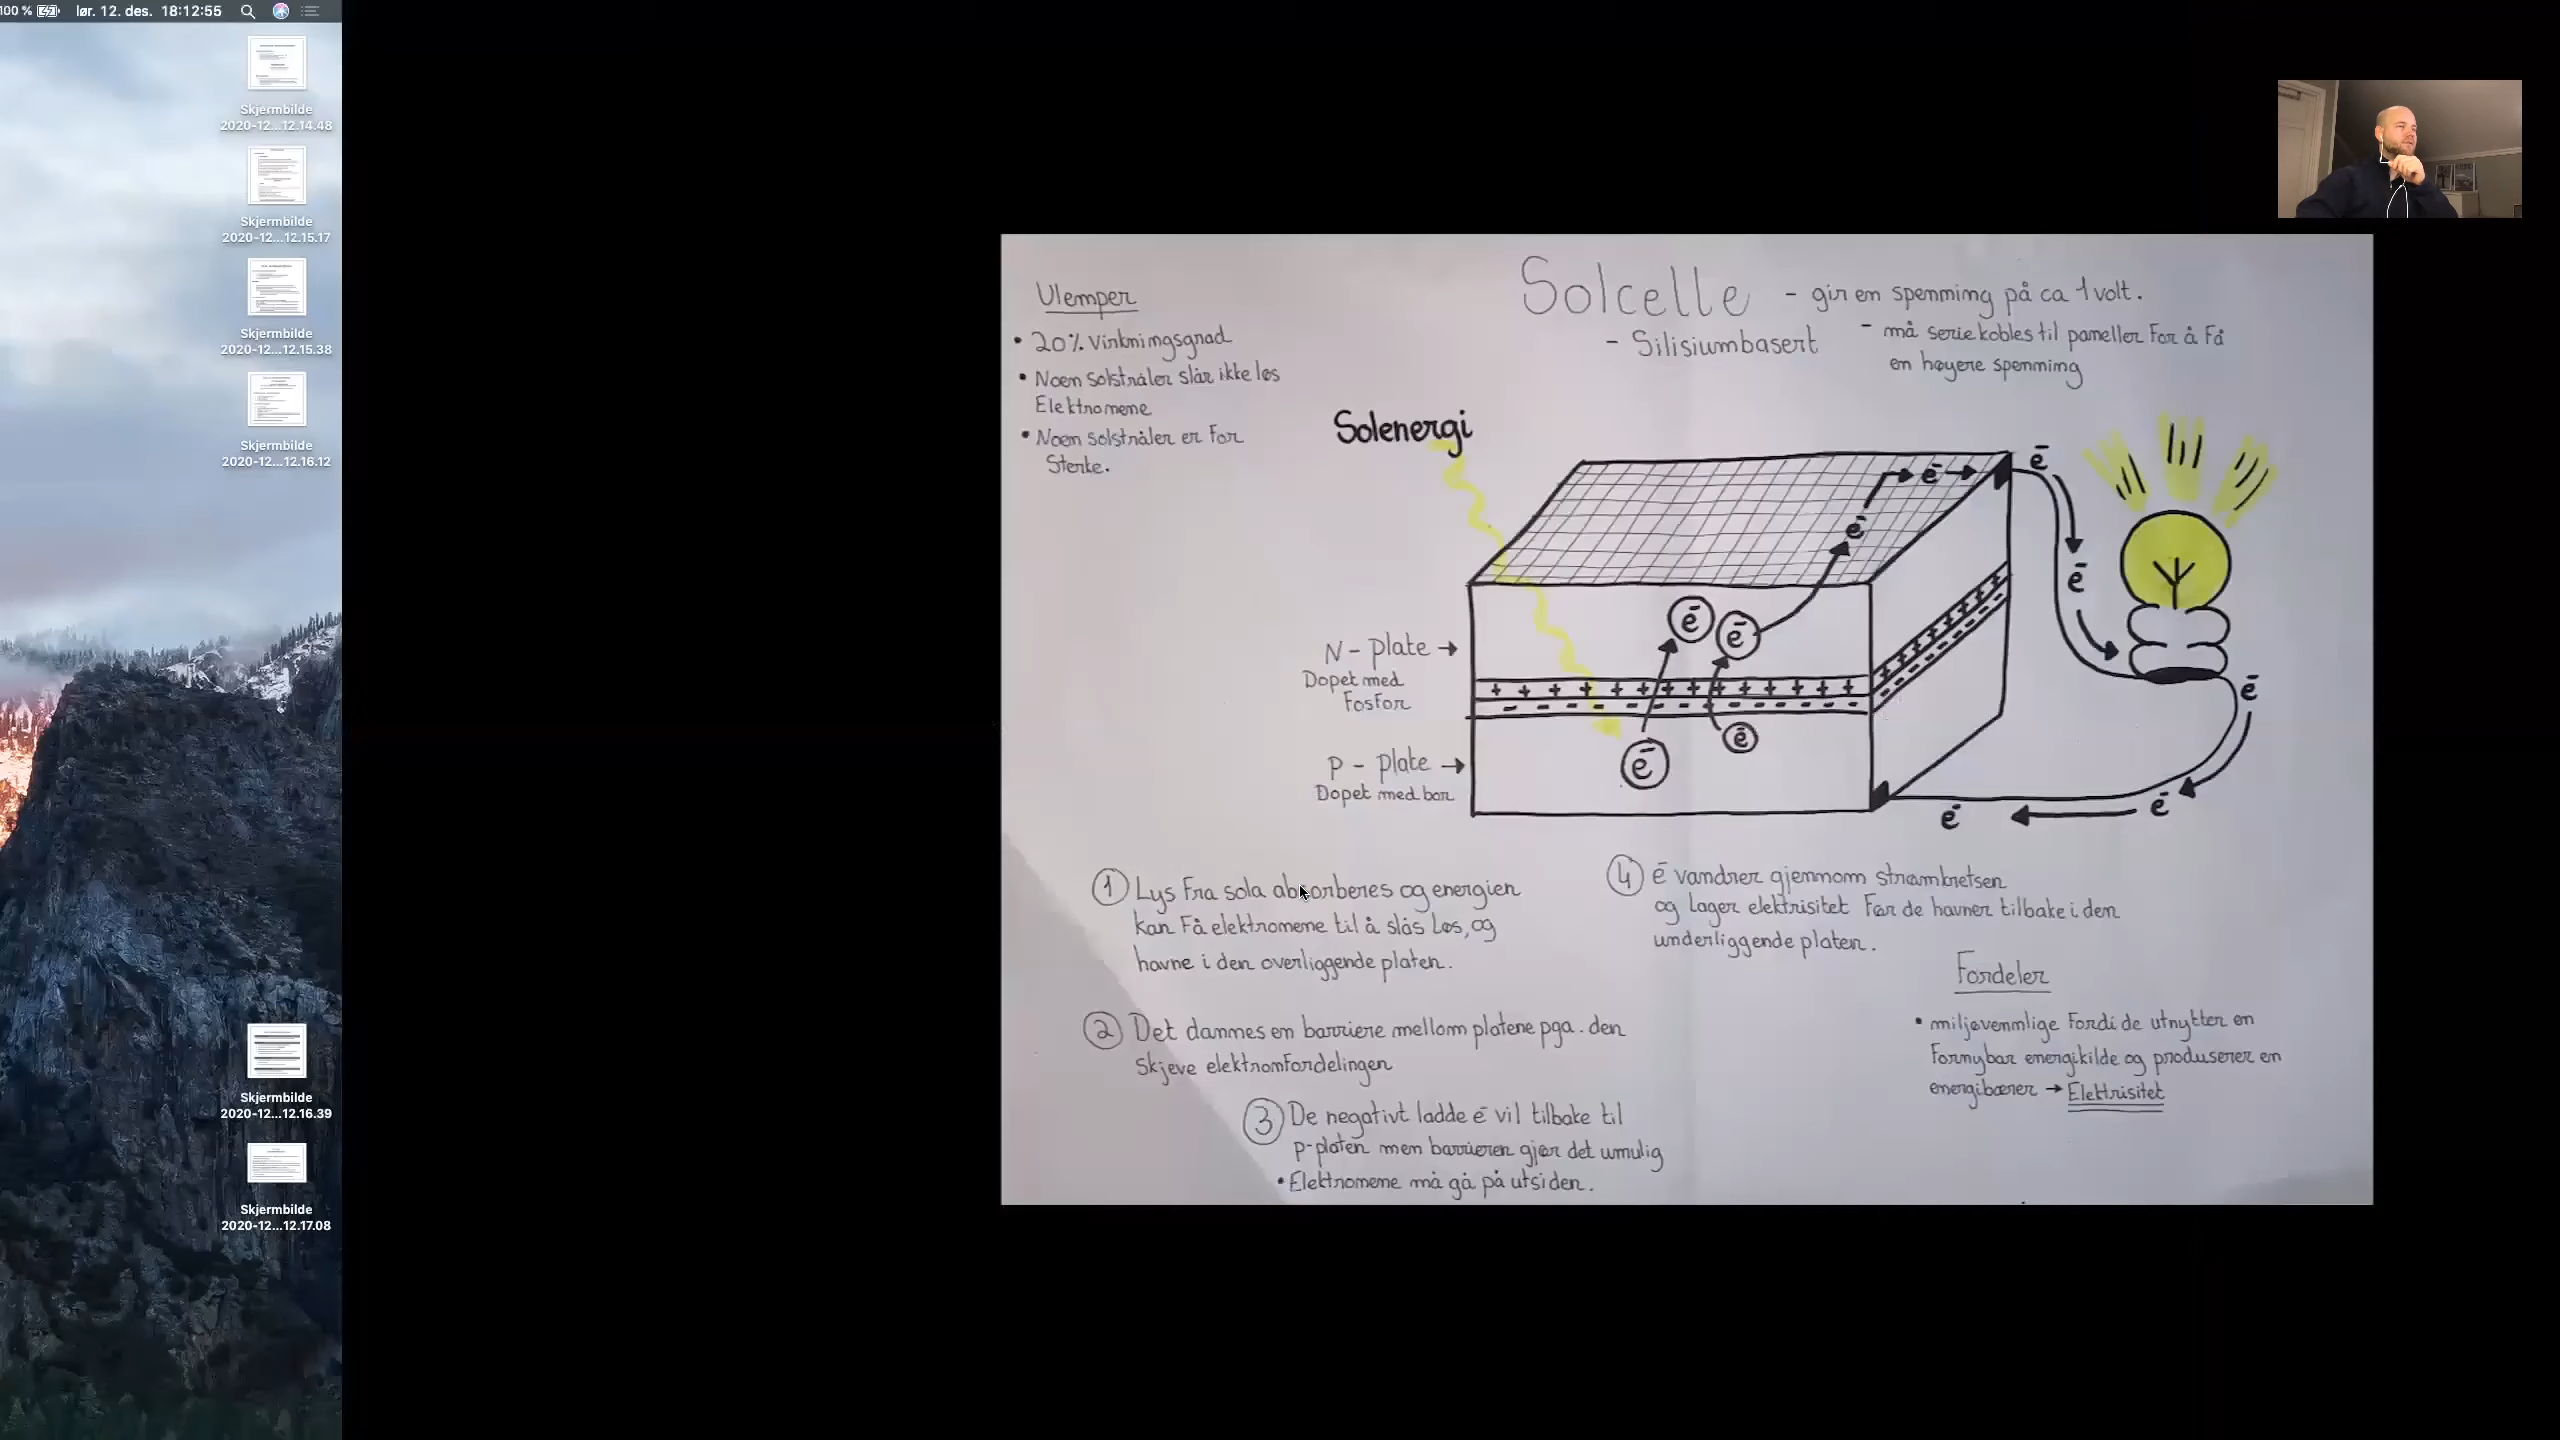 100 %
lør. 12. des. 18:12:55
Skjermbilde
2020-12...12.14.48
Skjermbilde
2020-12...12.15.17
Skjermbilde
2020-12...12.15.38
Skjermbilde
2020-12...12.16.12
Skjermbilde
2020-12...12.16.39
Skjermbilde
2020-12...12.17.08
Ulemper
• 20% Virkningsgrad
• Noen solstråler slår ikke løs
Elektronene
• Noen solstråler er For
Sterke.
Solcelle
- gir en spenning på ca 1 volt.
- Silisiumbasert
- må seriekobles til paneller For å Få
en høyere spenning
Solenergi
e-
e-
e-
e-
e-
e-
e-
e-
e-
e-
e-
e-
N - plate →
Dopet med
Fosfor
+ + + + + + + + + + + + +
- - - - - - - - - - - - -
P - plate →
Dopet med bor
① Lys Fra sola absorberes og energien
kan Få elektronene til å slås løs, og
havne i den overliggende platen.
② Det dannes en barriere mellom platene pga. den
Skjeve elektronfordelingen
③ De negativt ladde e- vil tilbake til
p-platen men barrieren gjør det umulig
• Elektronene må gå på utsiden.
④ e- vandrer gjennom strømkretsen
og lager elektrisitet Før de havner tilbake i den
underliggende platen.
Fordeler
• miljøvennlige Fordi de utnytter en
Fornybar energikilde og produserer en
energibærer → Elektrisitet